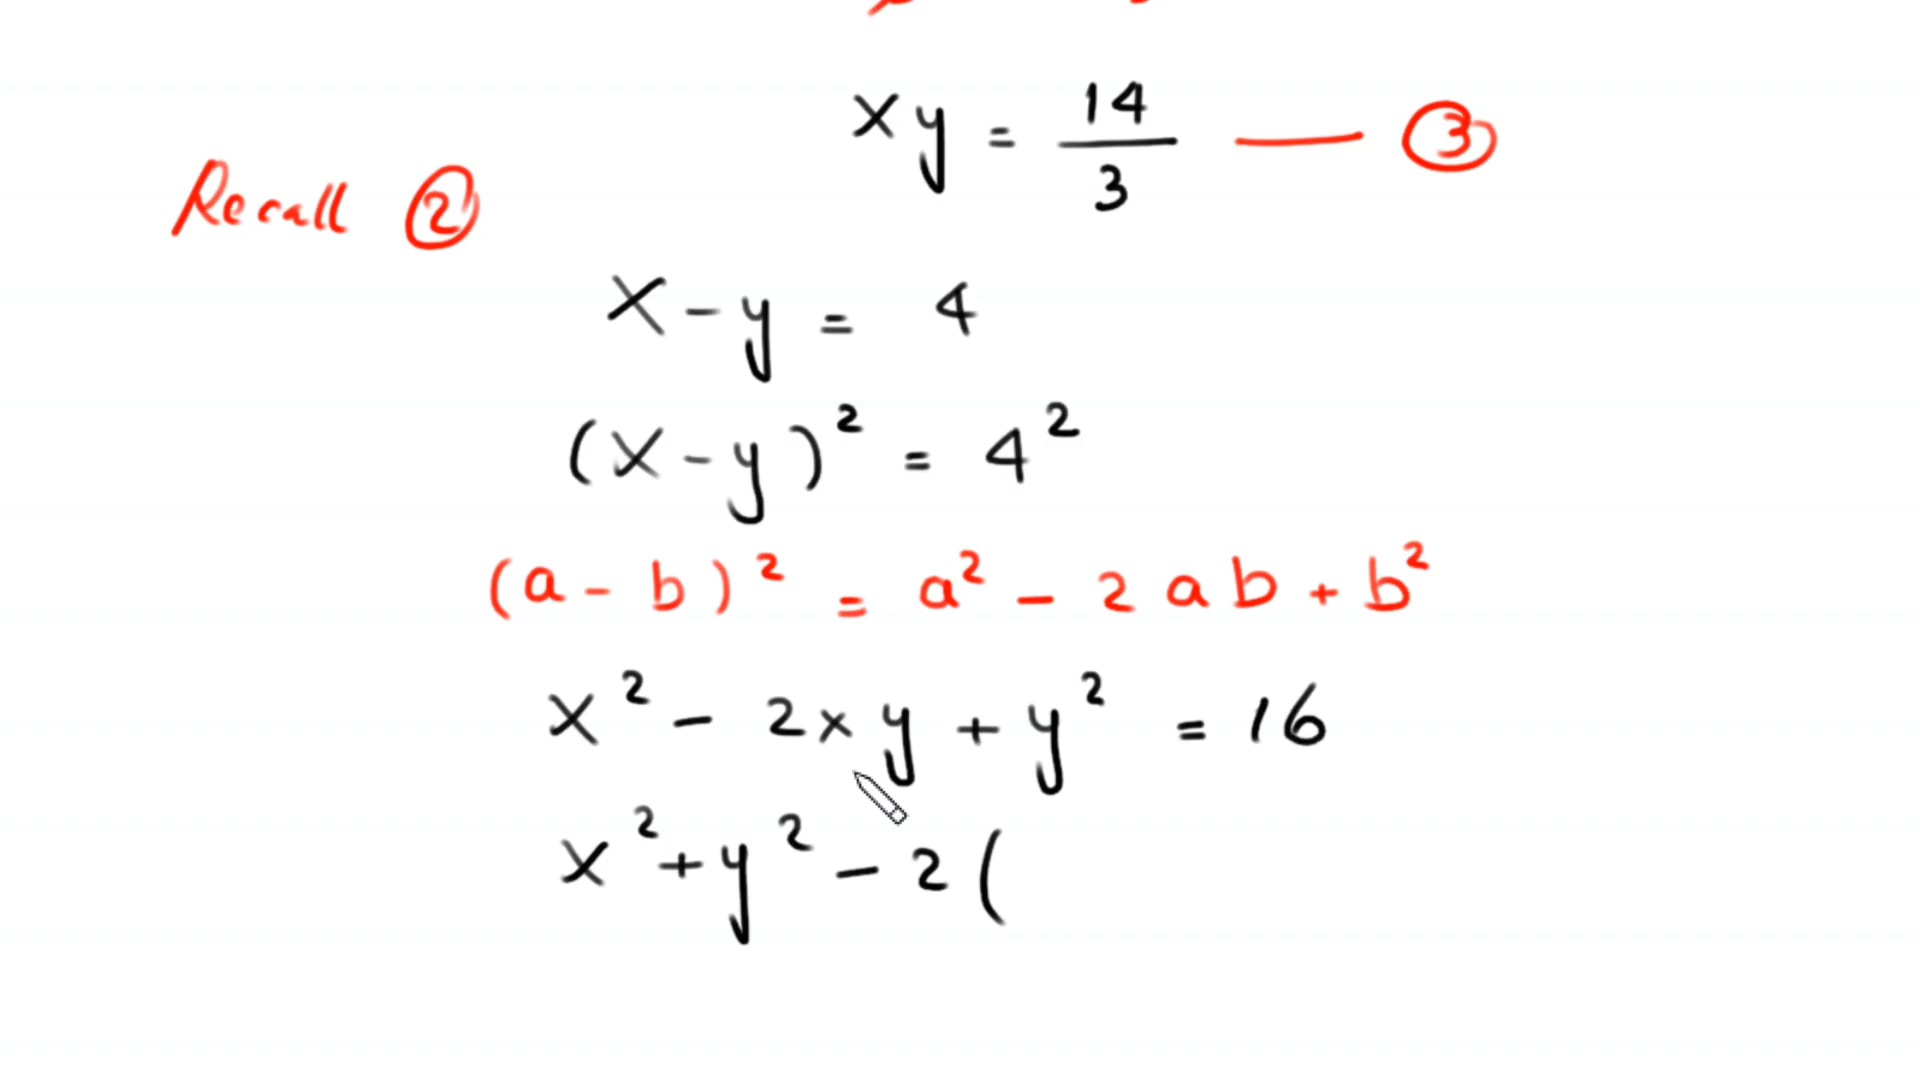 xy = 14/3 —— ③
Recall ②
x - y = 4
(x - y)² = 4²
(a - b)² = a² - 2ab + b²
x² - 2xy + y² = 16
x² + y² - 2(